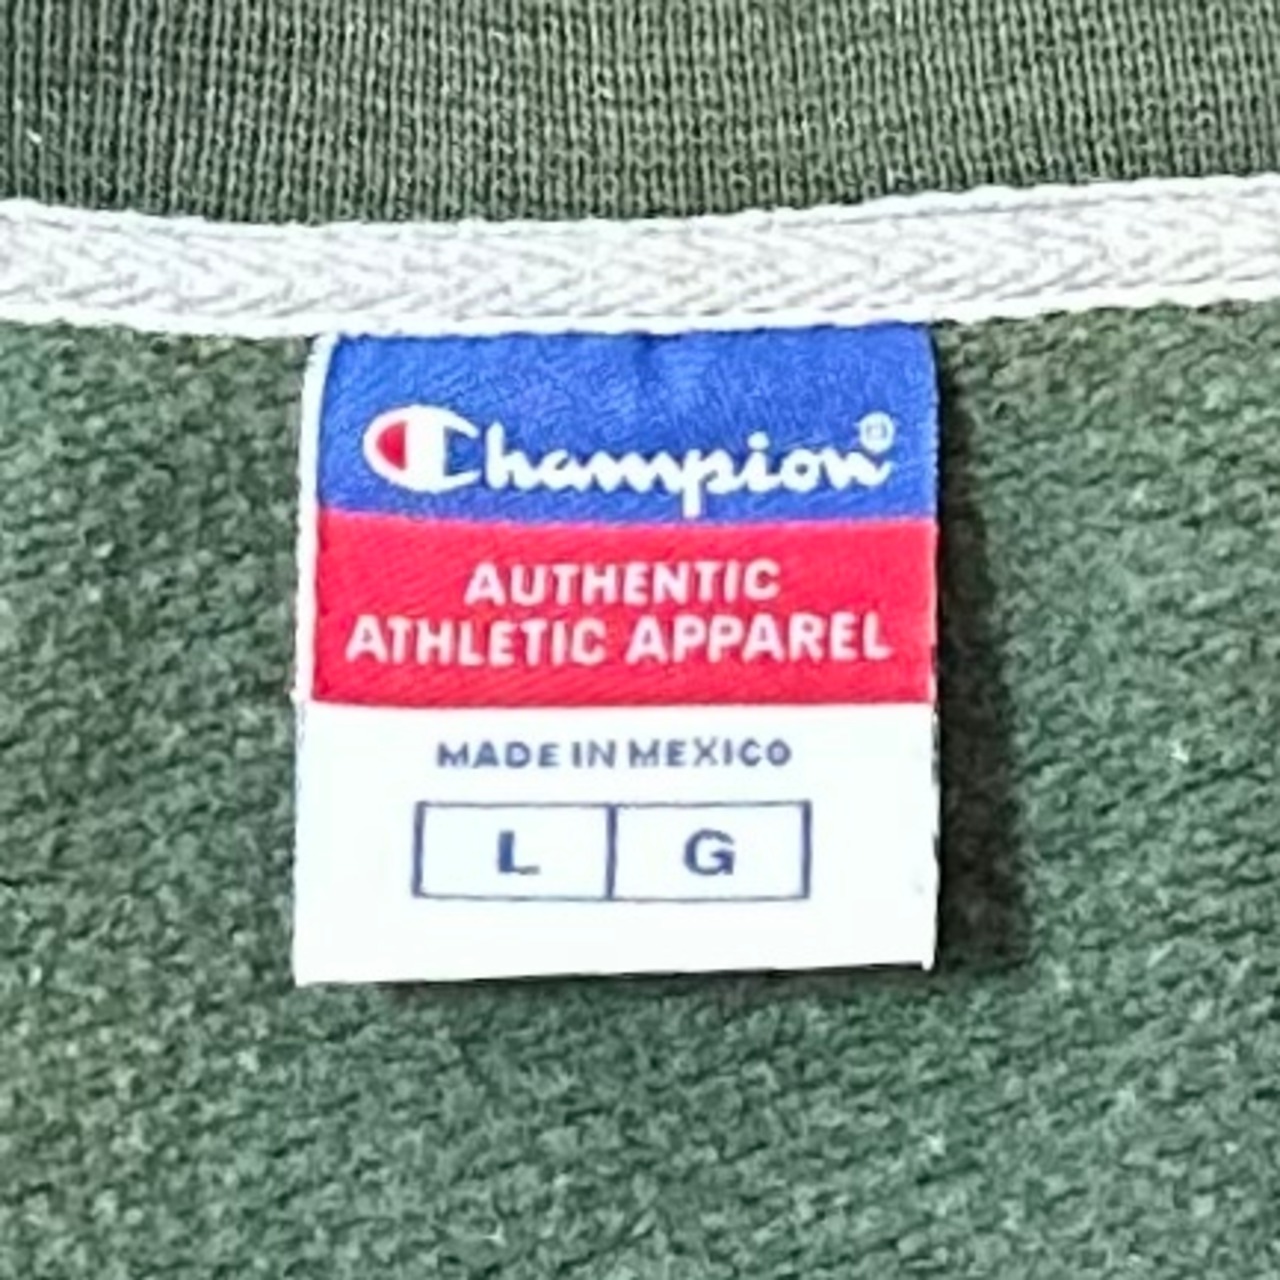 Champion®
AUTHENTIC
ATHLETIC APPAREL
MADE IN MEXICO
L G